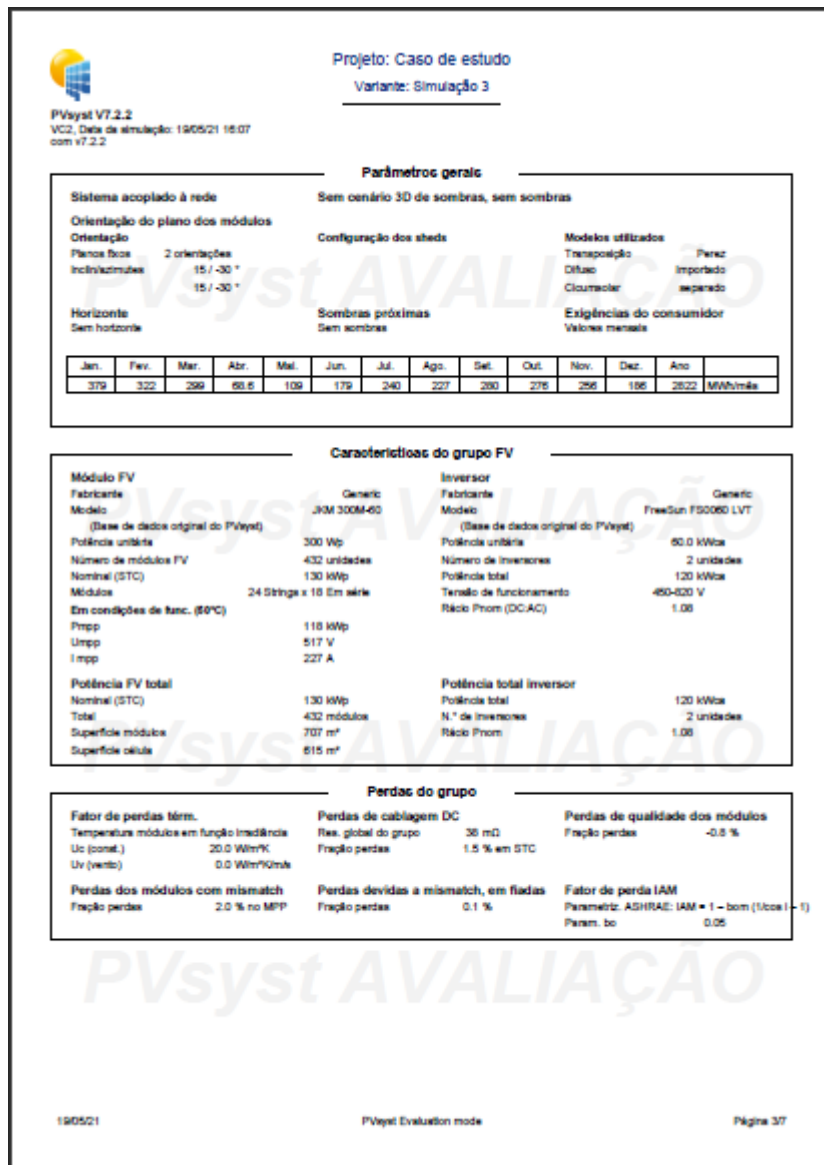 Projeto: Caso de estudo
Variante: Simulação 3
PVsyst V7.2.2
VC2, Data da simulação: 19/05/21 16:07
com v7.2.2
Parâmetros gerais
Sistema acoplado à rede Sem cenário 3D de sombras, sem sombras
Orientação do plano dos módulos
Orientação Configuração dos sheds Modelos utilizados
Planos fixos 2 orientações Transposição Perez
Inclin/azimutes 15 / -30 ° Difuso Importado
15 / -30 ° Circumsolar separado
Horizonte Sombras próximas Exigências do consumidor
Sem horizonte Sem sombras Valores mensais
Jan. Fev. Mar. Abr. Mai. Jun. Jul. Ago. Set. Out. Nov. Dez. Ano
379 322 299 68.6 109 179 240 227 280 276 256 186 2822 MWh/mês
Características do grupo FV
Módulo FV Inversor
Fabricante Generic Fabricante Generic
Modelo JKM 300M-60 Modelo FreeSun FS0060 LVT
(Base de dados original do PVsyst) (Base de dados original do PVsyst)
Potência unitária 300 Wp Potência unitária 60.0 kWca
Número de módulos FV 432 unidades Número de inversores 2 unidades
Nominal (STC) 130 kWp Potência total 120 kWca
Módulos 24 Strings x 18 Em série Tensão de funcionamento 450-820 V
Em condições de func. (50°C) Rácio Pnom (DC:AC) 1.08
Pmpp 118 kWp
Umpp 517 V
I mpp 227 A
Potência FV total Potência total inversor
Nominal (STC) 130 kWp Potência total 120 kWca
Total 432 módulos N.° de inversores 2 unidades
Superfície módulos 707 m² Rácio Pnom 1.08
Superfície célula 615 m²
Perdas do grupo
Fator de perdas térm. Perdas de cablagem DC Perdas de qualidade dos módulos
Temperatura módulos em função irradiância Res. global do grupo 38 mΩ Fração perdas -0.8 %
Uc (const.) 20.0 W/m²K Fração perdas 1.5 % em STC
Uv (vento) 0.0 W/m²K/m/s
Perdas dos módulos com mismatch Perdas devidas a mismatch, em fiadas Fator de perda IAM
Fração perdas 2.0 % no MPP Fração perdas 0.1 % Parametriz. ASHRAE: IAM = 1 – bom (1/cos i – 1)
Param. bo 0.05
PVsyst AVALIAÇÃO
PVsyst AVALIAÇÃO
PVsyst AVALIAÇÃO
PVsyst AVALIAÇÃO
19/05/21 PVsyst Evaluation mode Página 3/7